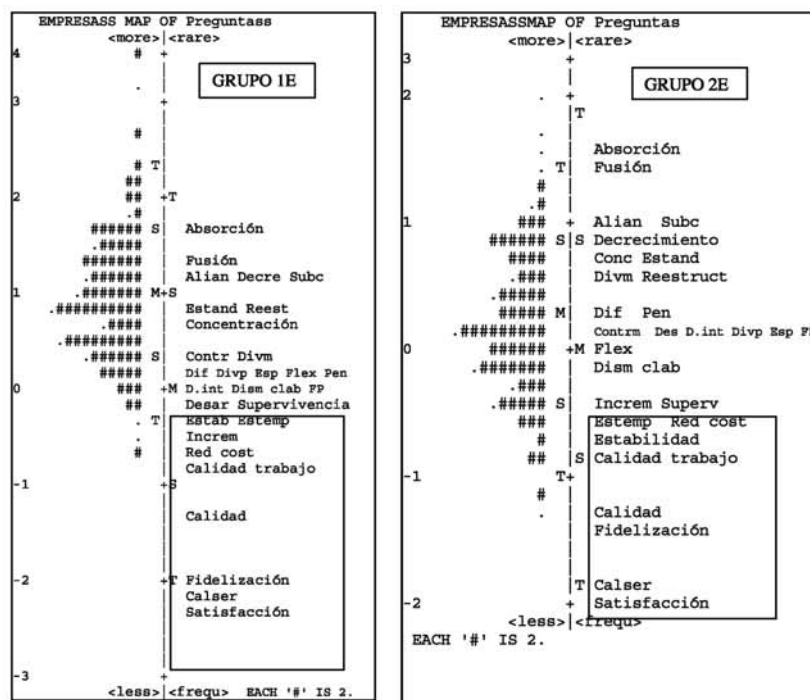 EMPRESASS MAP OF Preguntass
<more>|<rare>
4 # +
|
. |
3 +
|
# |
|
# T|
## |
2 ## +T
.# |
###### S| Absorción
.##### |
####### | Fusión
.###### | Alian Decre Subc
1 .####### M+S
.########## | Estand Reest
.#### | Concentración
.######### |
.###### S| Contr Divm
##### | Dif Divp Esp Flex Pen
0 ### +M D.int Dism clab FP
## | Desar Supervivencia
. T| Estab Estemp
. | Increm
# | Red cost
| Calidad trabajo
-1 +S
|
| Calidad
|
-2 +T Fidelización
| Calser
| Satisfacción
|
-3 +
<less>|<frequ> EACH '#' IS 2.
GRUPO 1E
EMPRESASSMAP OF Preguntas
<more>|<rare>
3 +
|
2 . +
| T
. |
. | Absorción
. T| Fusión
# |
.# |
1 ### + Alian Subc
###### S|S Decrecimiento
#### | Conc Estand
.### | Divm Reestruct
.##### |
##### M| Dif Pen
.######### | Contrm Des D.int Divp Esp F
0 ###### +M Flex
.####### | Dism clab
.### |
.##### S| Increm Superv
### | Estemp Red cost
# | Estabilidad
## |S Calidad trabajo
-1 T+
# |
. | Calidad
| Fidelización
|
|T Calser
-2 + Satisfacción
<less>|<frequ>
EACH '#' IS 2.
GRUPO 2E